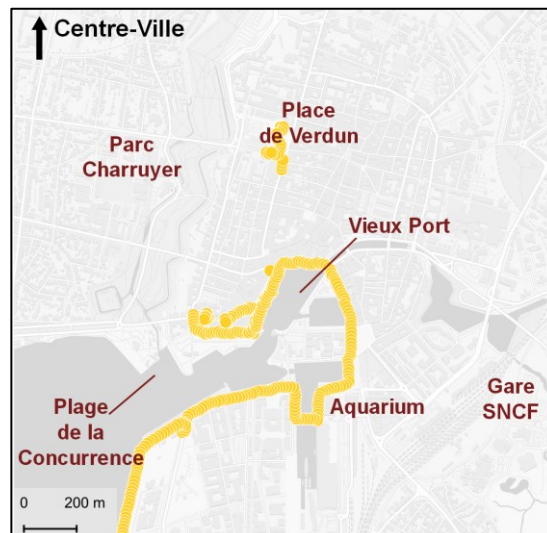 Centre-Ville
Place
de Verdun
Parc
Charruyer
Vieux Port
Plage
de la
Concurrence
Aquarium
Gare
SNCF
0 200 m